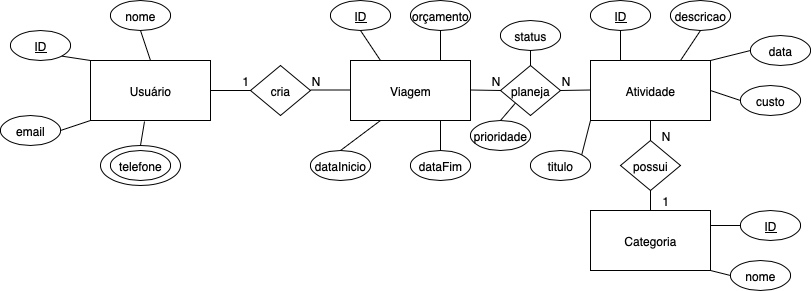 nome
ID
orçamento
ID
descricao
status
ID
data
Usuário
1
cria
N
Viagem
N
planeja
N
Atividade
custo
email
prioridade
telefone
dataInicio
dataFim
titulo
N
possui
1
ID
Categoria
nome